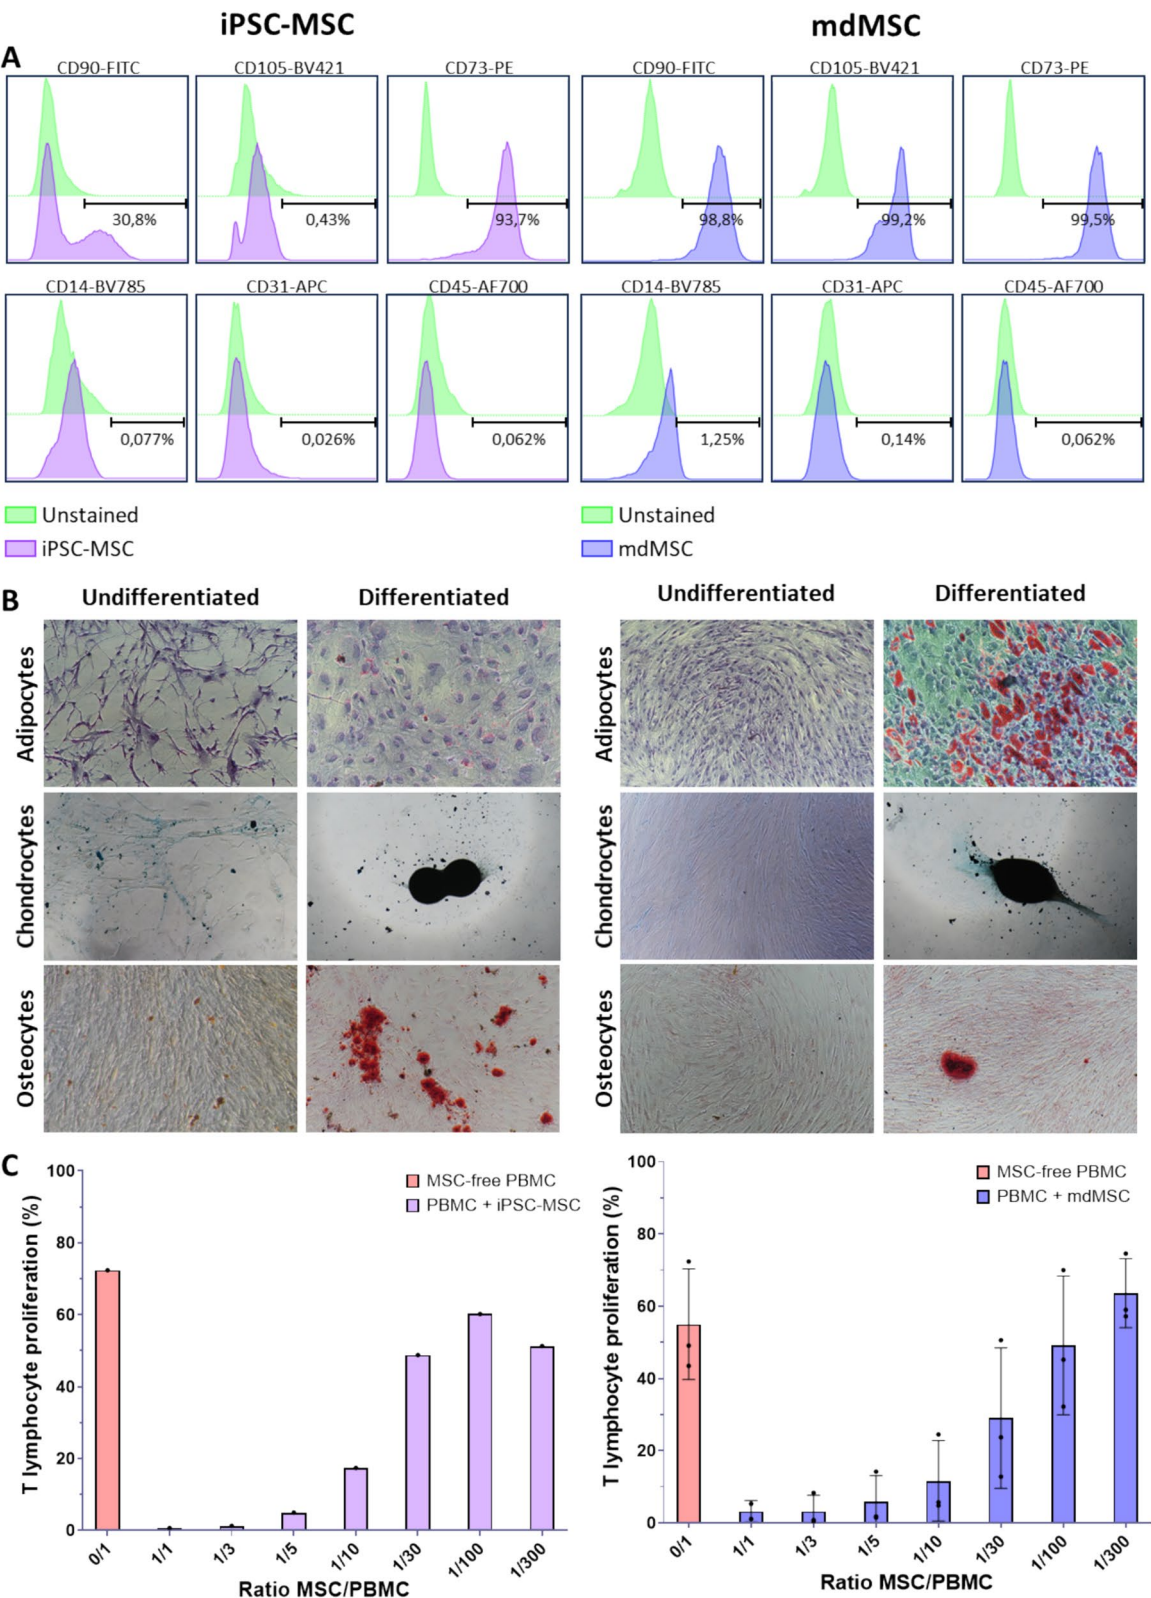 iPSC-MSC
mdMSC
A
CD90-FITC
CD105-BV421
CD73-PE
CD90-FITC
CD105-BV421
CD73-PE
30,8%
0,43%
93,7%
98,8%
99,2%
99,5%
CD14-BV785
CD31-APC
CD45-AF700
CD14-BV785
CD31-APC
CD45-AF700
0,077%
0,026%
0,062%
1,25%
0,14%
0,062%
Unstained
iPSC-MSC
Unstained
mdMSC
B
Undifferentiated
Differentiated
Undifferentiated
Differentiated
Adipocytes
Adipocytes
Chondrocytes
Chondrocytes
Osteocytes
Osteocytes
C
T lymphocyte proliferation (%)
100
80
60
40
20
0
MSC-free PBMC
PBMC + iPSC-MSC
0/1
1/1
1/3
1/5
1/10
1/30
1/100
1/300
Ratio MSC/PBMC
T lymphocyte proliferation (%)
100
80
60
40
20
0
MSC-free PBMC
PBMC + mdMSC
0/1
1/1
1/3
1/5
1/10
1/30
1/100
1/300
Ratio MSC/PBMC